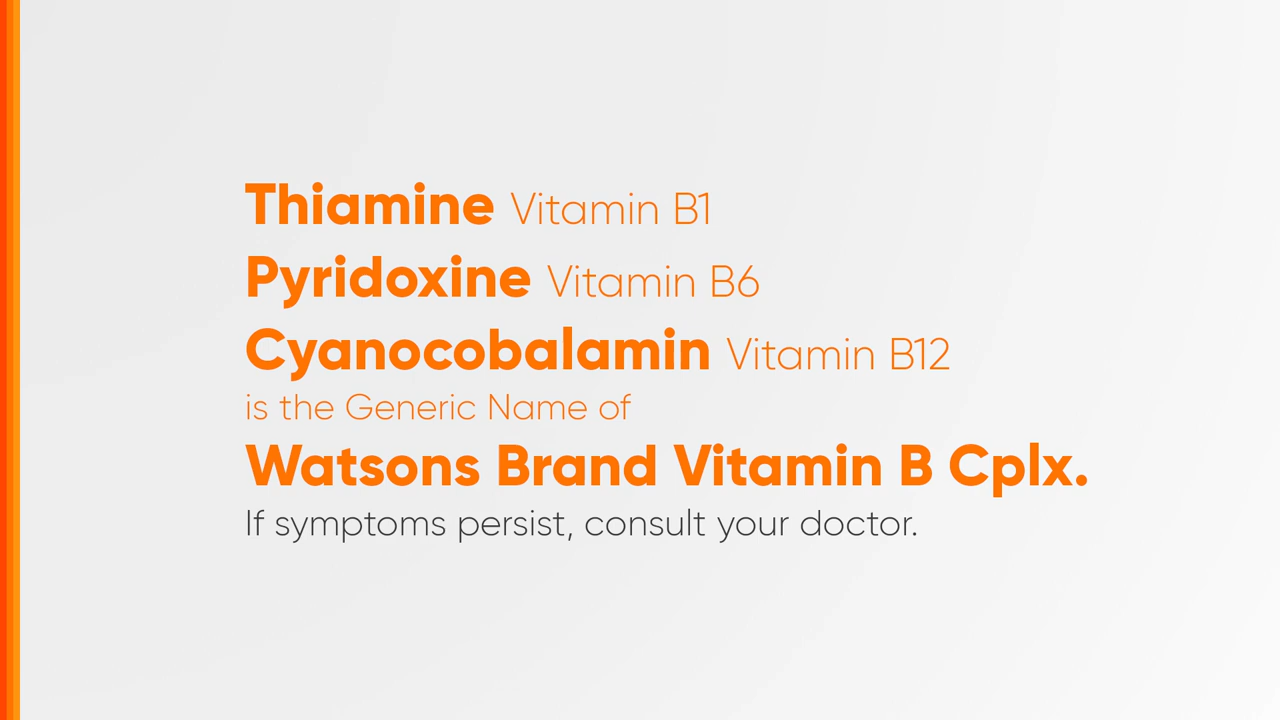 Thiamine Vitamin B1
Pyridoxine Vitamin B6
Cyanocobalamin Vitamin B12
is the Generic Name of
Watsons Brand Vitamin B Cplx.
If symptoms persist, consult your doctor.